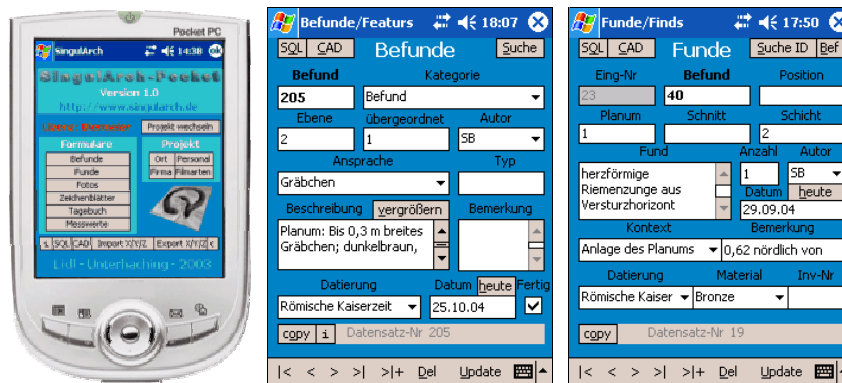 Pocket PC
SingulArch 14:38 ok
SingulArch-Pocket
Version
1.0
http://www.singularch.de
Projekt wechseln
Formulare
Projekt
Befunde
Ort Personal
Funde
Firma Filmarten
Fotos
Zeichenblätter
Tagebuch
Messwerte
SQL CAD Import X/Y/Z Export X/Y/Z
Lidl - Unterhaching - 2003
Befunde/Featurs 18:07
SQL CAD Befunde Suche
Befund Kategorie
205 Befund
Ebene übergeordnet Autor
2 1 SB
Ansprache Typ
Gräbchen
Beschreibung vergrößern Bemerkung
Planum: Bis 0,3 m breites
Gräbchen; dunkelbraun,
Datierung Datum heute Fertig
Römische Kaiserzeit 25.10.04
copy i Datensatz-Nr 205
|< < > >| >|+ Del Update
Funde/Finds 17:50
SQL CAD Funde Suche ID Bef
Eing-Nr Befund Position
23 40
Planum Schnitt Schicht
1 2
Fund Anzahl Autor
herzförmige
Riemenzunge aus
Versturzhorizont
1 SB
Datum heute
29.09.04
Kontext Bemerkung
Anlage des Planums 0,62 nördlich von
Datierung Material Inv-Nr
Römische Kaiser Bronze
copy Datensatz-Nr 19
|< < > >| >|+ Del Update